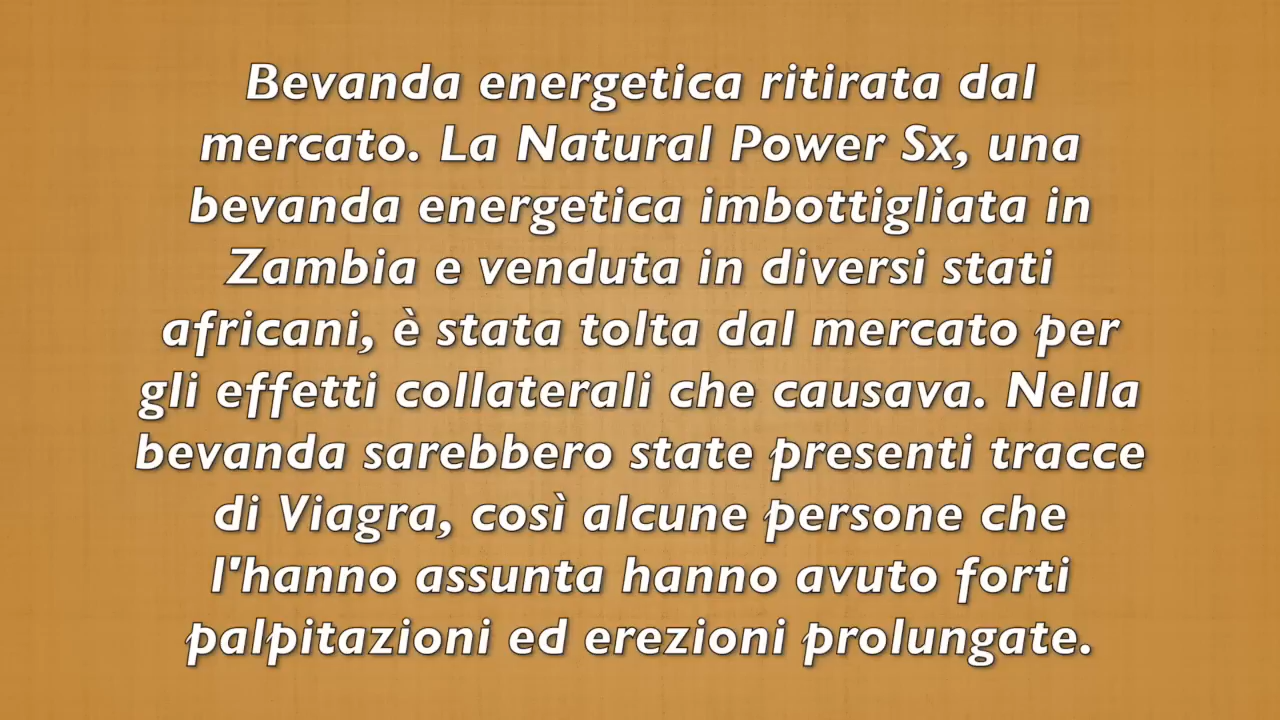 Bevanda energetica ritirata dal
mercato. La Natural Power Sx, una
bevanda energetica imbottigliata in
Zambia e venduta in diversi stati
africani, è stata tolta dal mercato per
gli effetti collaterali che causava. Nella
bevanda sarebbero state presenti tracce
di Viagra, così alcune persone che
l'hanno assunta hanno avuto forti
palpitazioni ed erezioni prolungate.